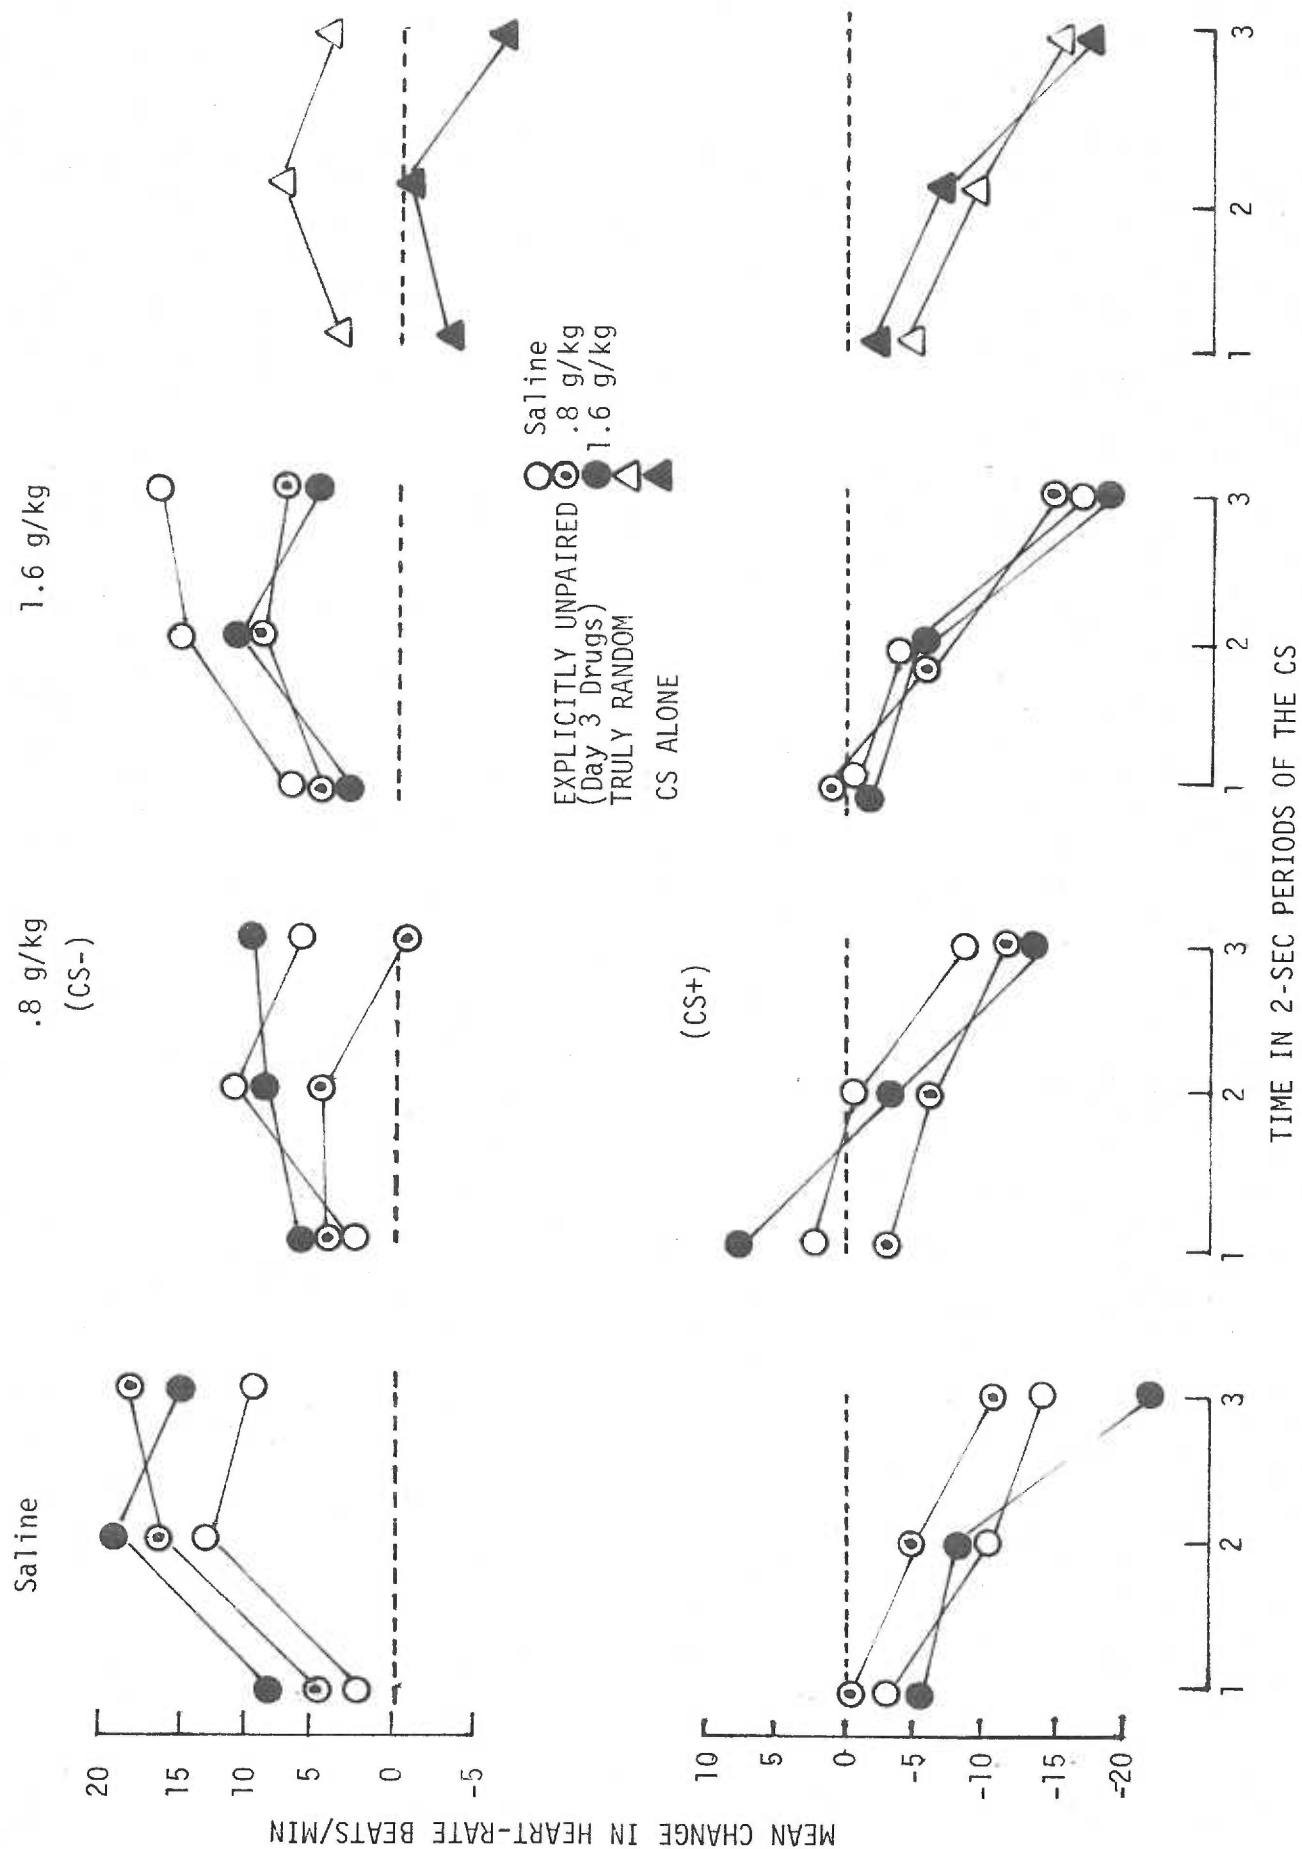 Saline
.8 g/kg
1.6 g/kg
(CS-)
20
15
10
5
0
-5
EXPLICITLY UNPAIRED
(Day 3 Drugs)
TRULY RANDOM
CS ALONE
Saline
.8 g/kg
1.6 g/kg
(CS+)
10
5
0
-5
-10
-15
-20
1 2 3 1 2 3 1 2 3 1 2 3
MEAN CHANGE IN HEART-RATE BEATS/MIN
TIME IN 2-SEC PERIODS OF THE CS